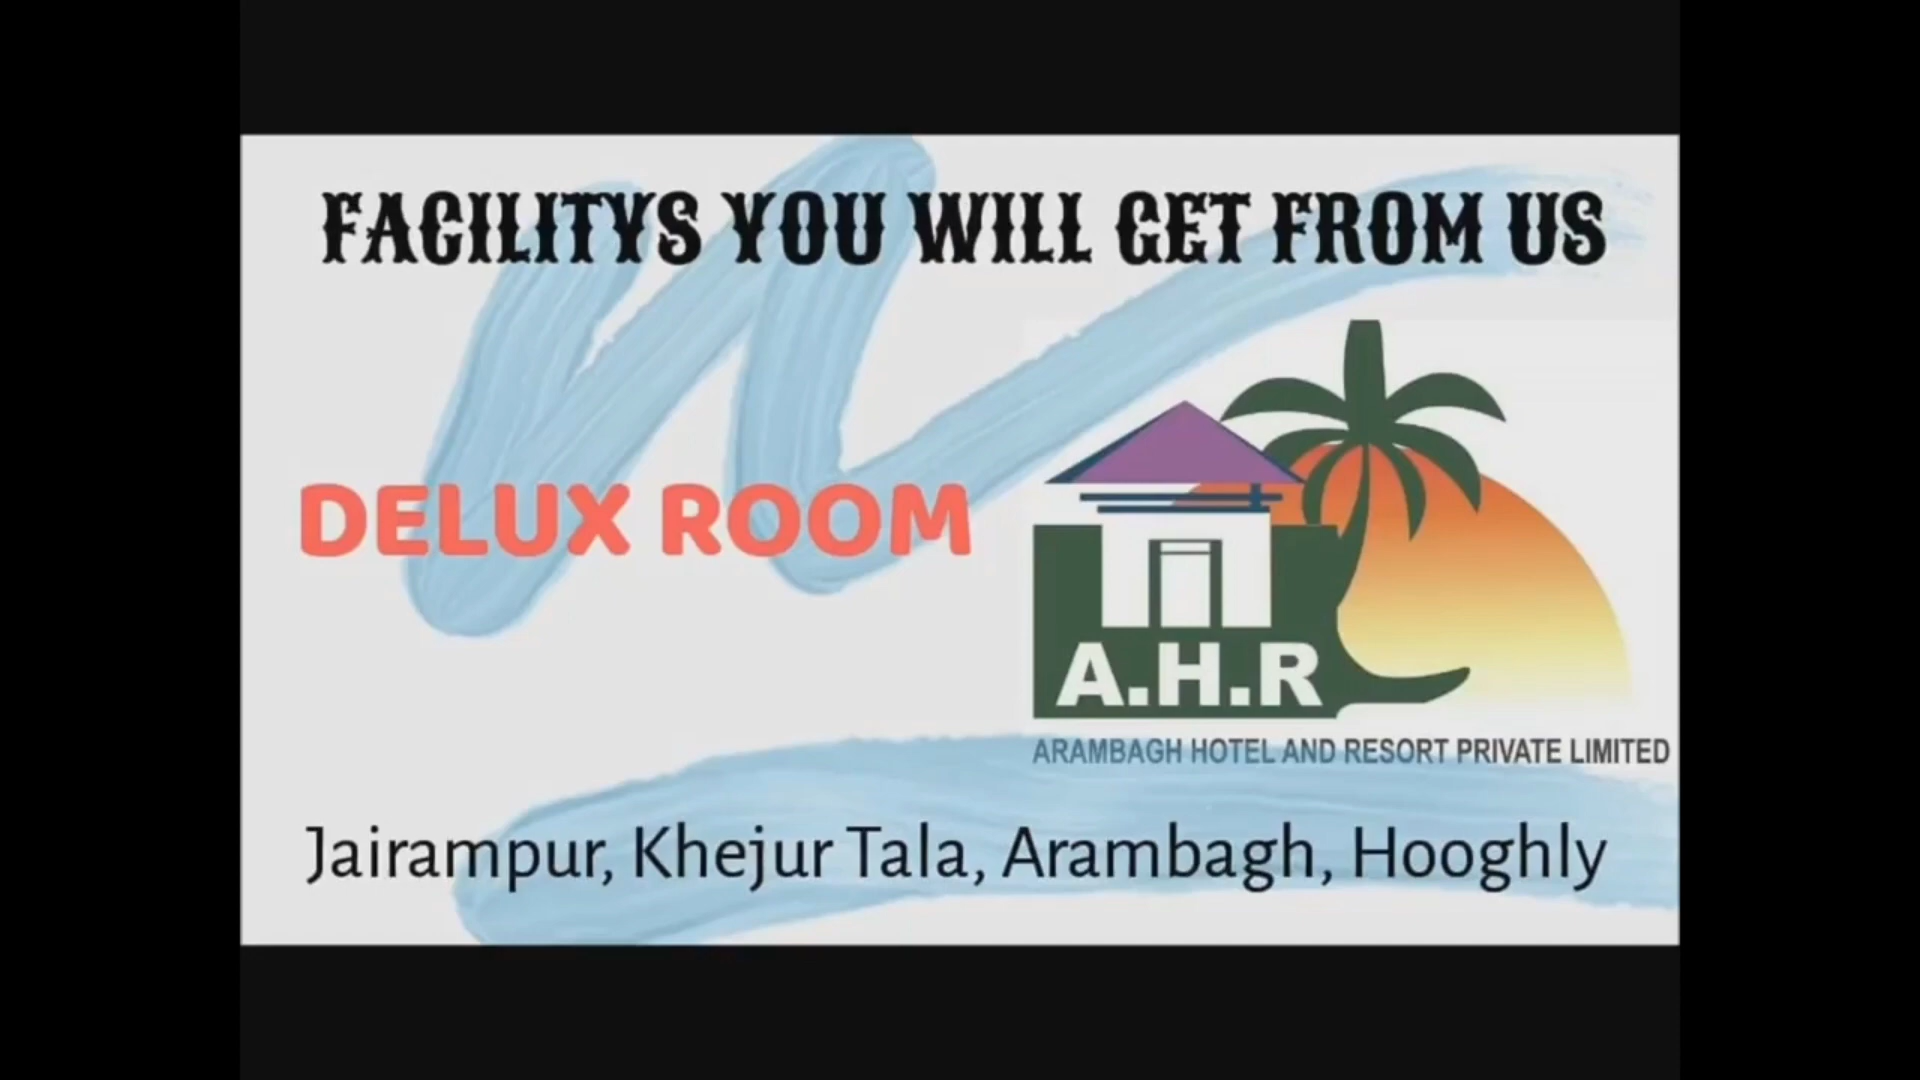 FACILITYS YOU WILL GET FROM US
DELUX ROOM
A.H.R
ARAMBAGH HOTEL AND RESORT PRIVATE LIMITED
Jairampur, Khejur Tala, Arambagh, Hooghly